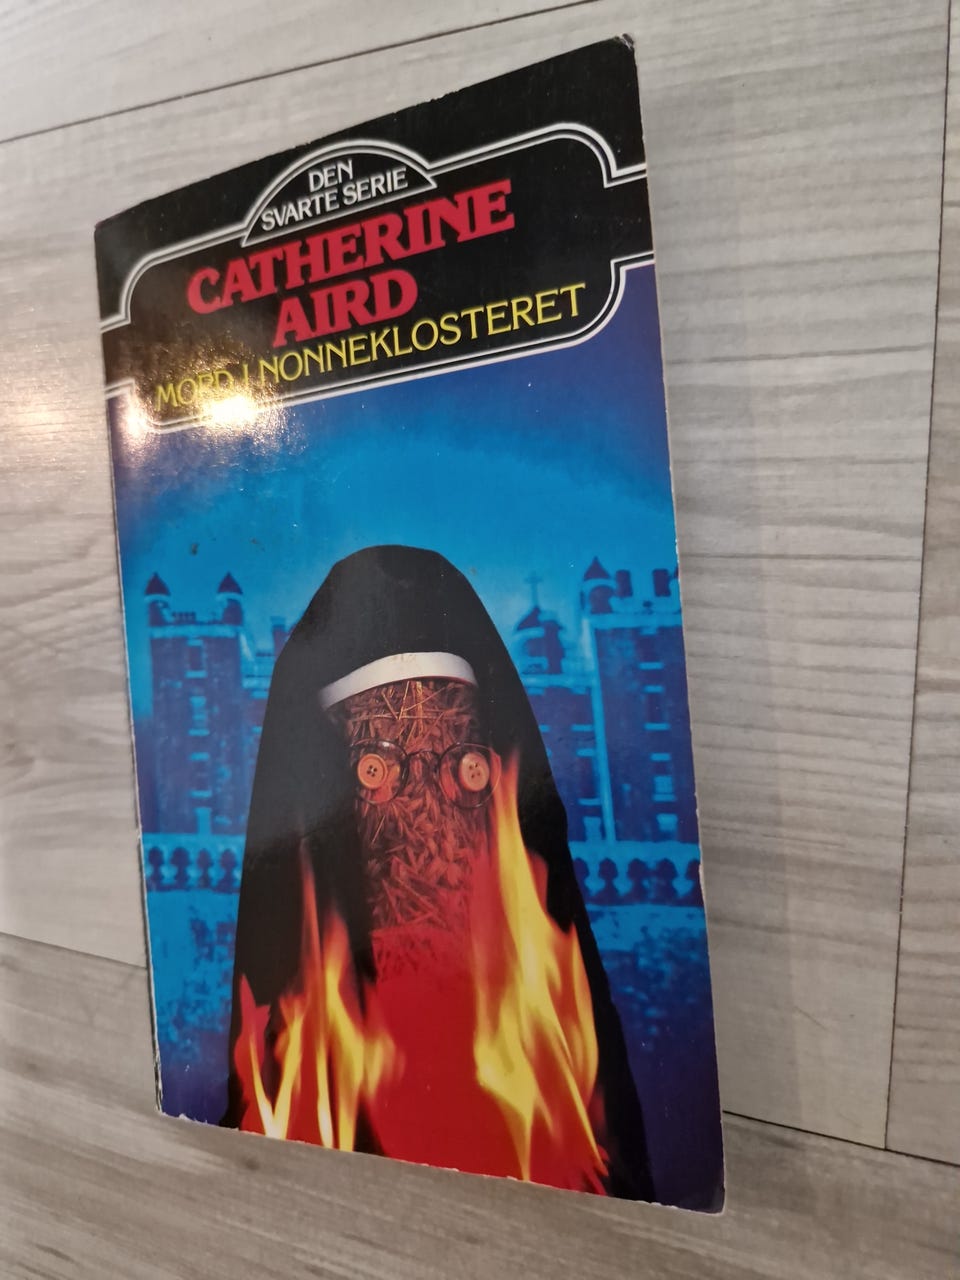 DEN
SVARTE SERIE
CATHERINE
AIRD
MORD I NONNEKLOSTERET